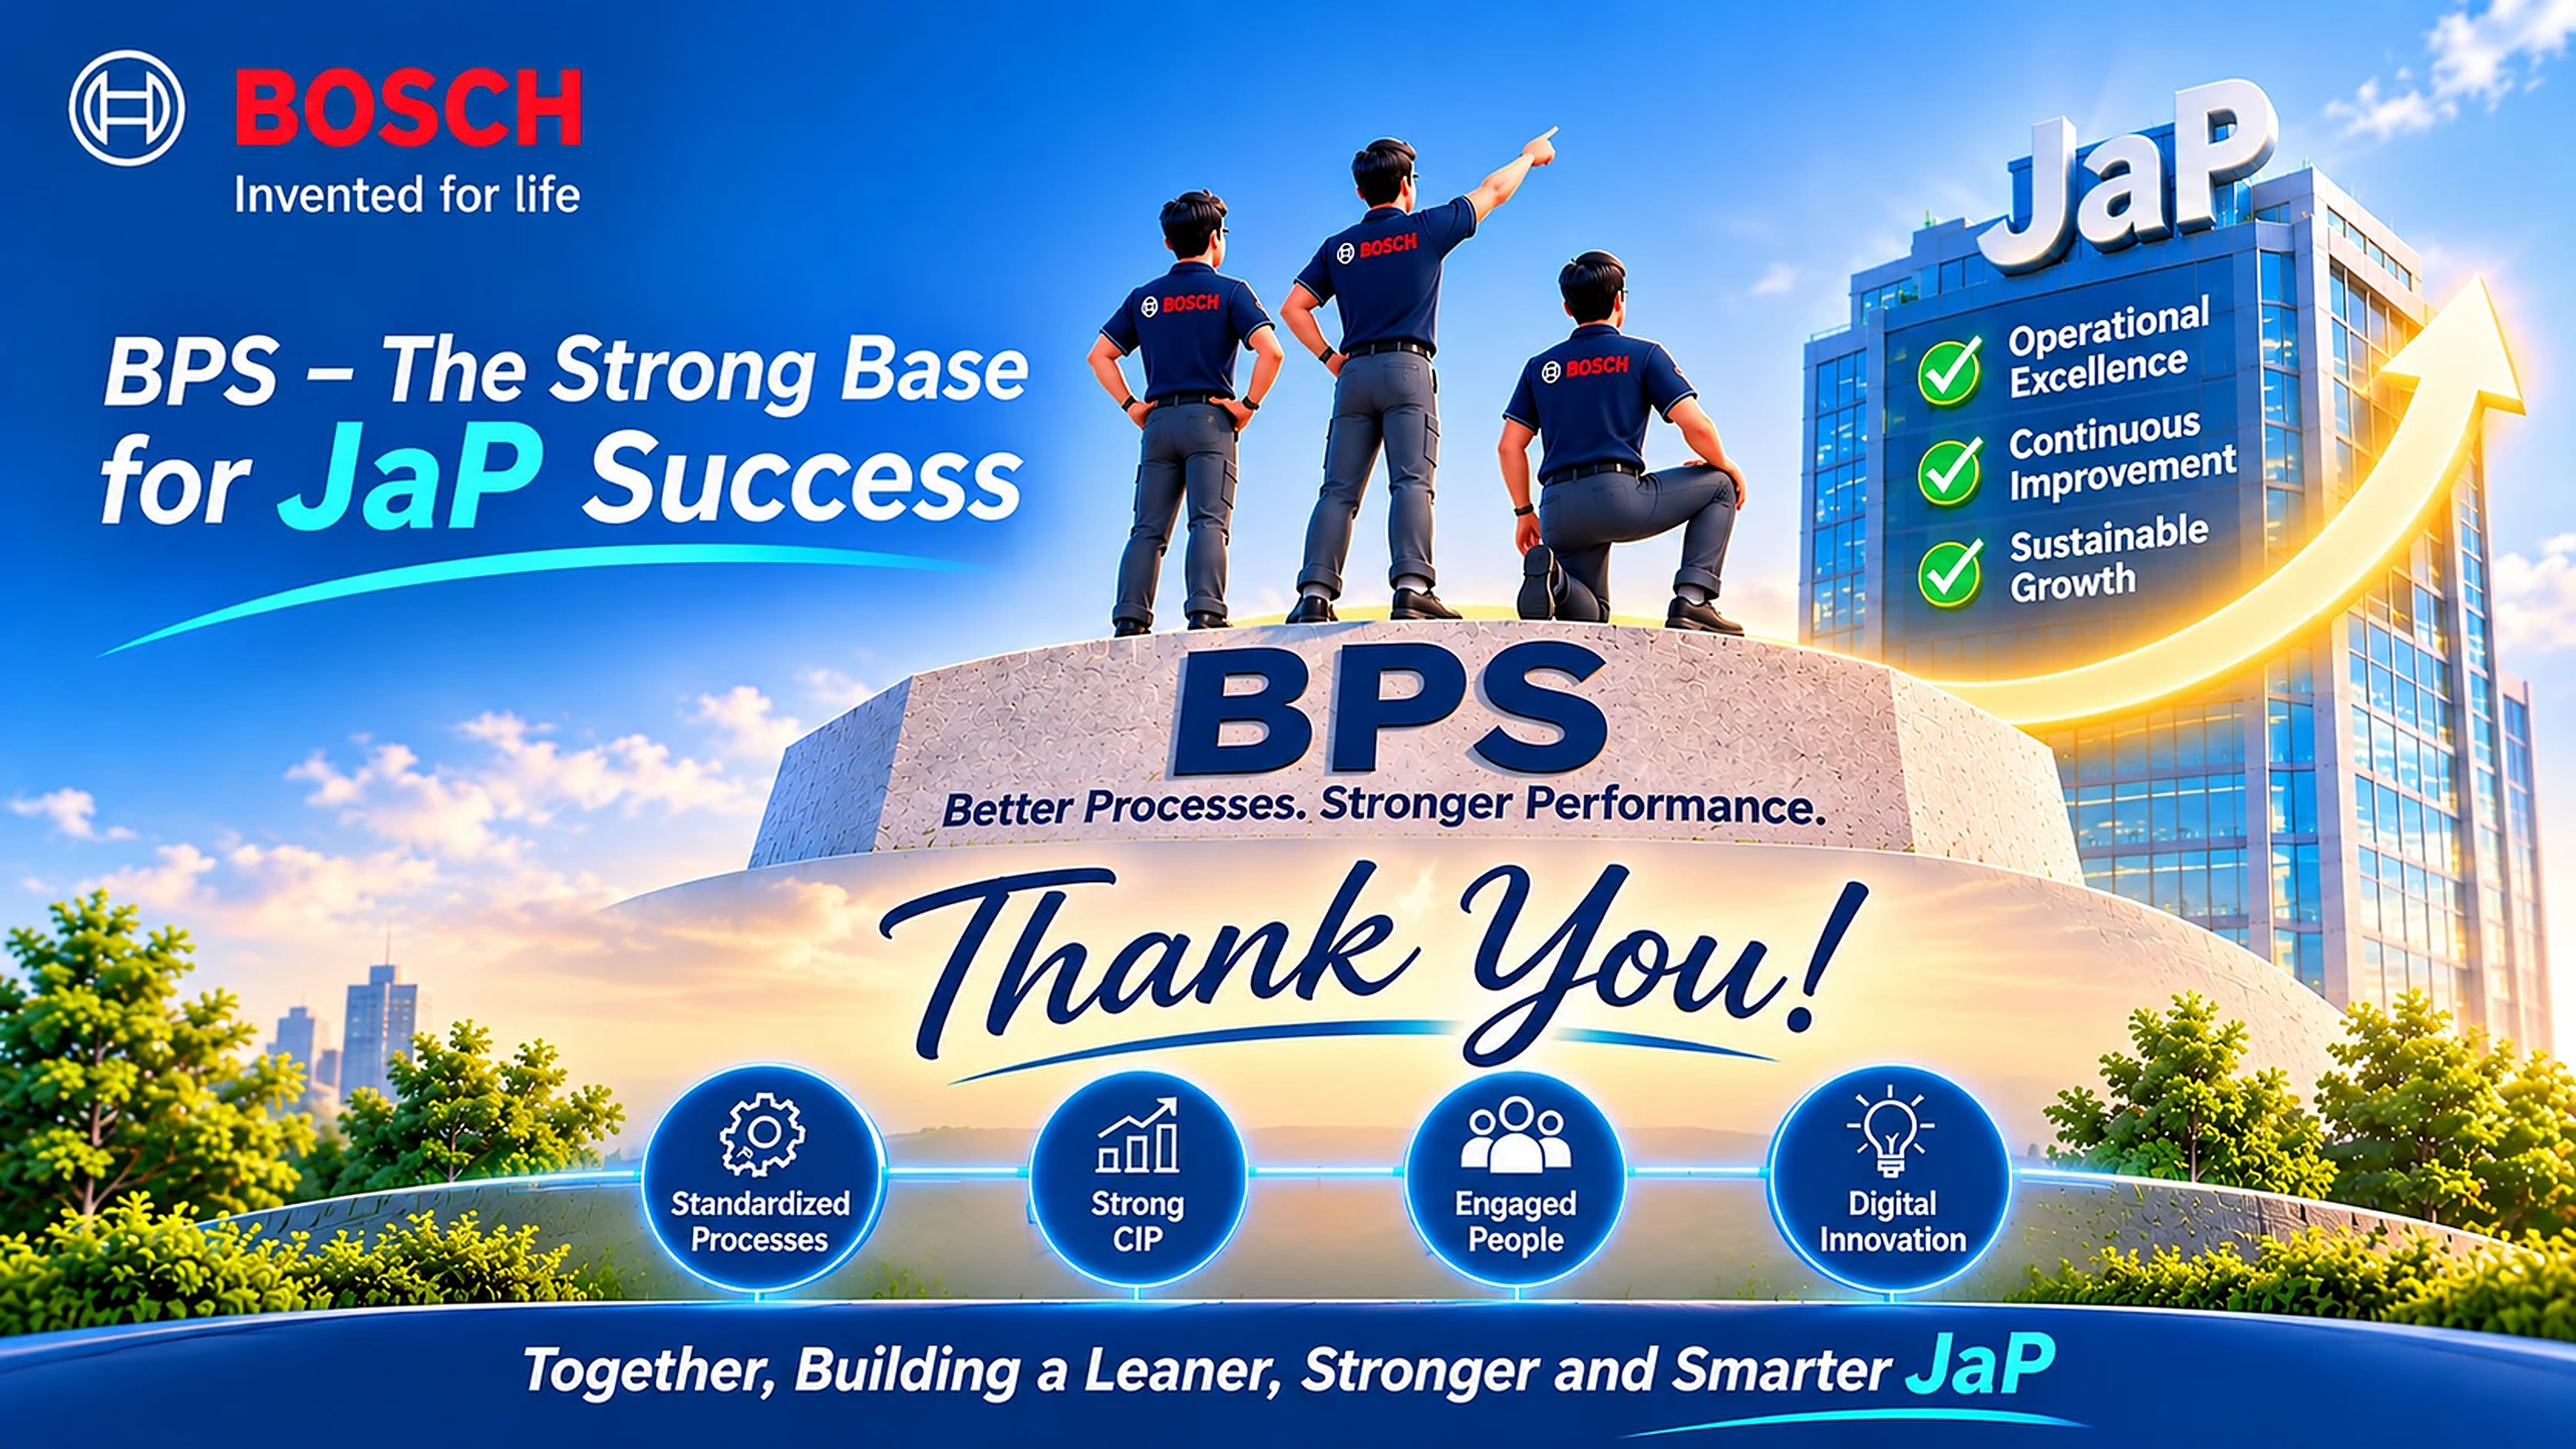 BOSCH
Invented for life
BPS – The Strong Base
for JaP Success
BOSCH
BOSCH
BOSCH
JaP
Operational
Excellence
Continuous
Improvement
Sustainable
Growth
BPS
Better Processes. Stronger Performance.
Thank You!
Standardized
Processes
Strong
CIP
Engaged
People
Digital
Innovation
Together, Building a Leaner, Stronger and Smarter JaP